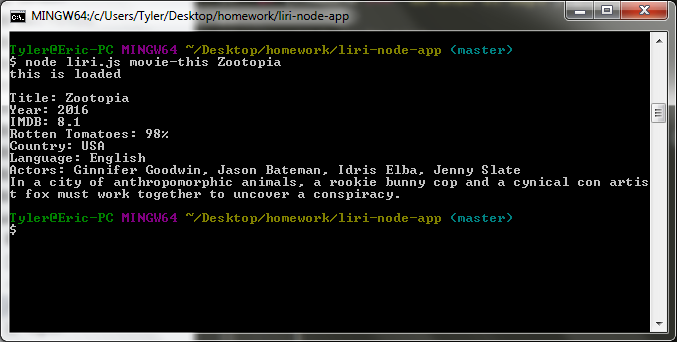 MINGW64:/c/Users/Tyler/Desktop/homework/liri-node-app
Tyler@Eric-PC MINGW64 ~/Desktop/homework/liri-node-app (master)
$ node liri.js movie-this Zootopia
this is loaded
Title: Zootopia
Year: 2016
IMDB: 8.1
Rotten Tomatoes: 98%
Country: USA
Language: English
Actors: Ginnifer Goodwin, Jason Bateman, Idris Elba, Jenny Slate
In a city of anthropomorphic animals, a rookie bunny cop and a cynical con artis
t fox must work together to uncover a conspiracy.
Tyler@Eric-PC MINGW64 ~/Desktop/homework/liri-node-app (master)
$